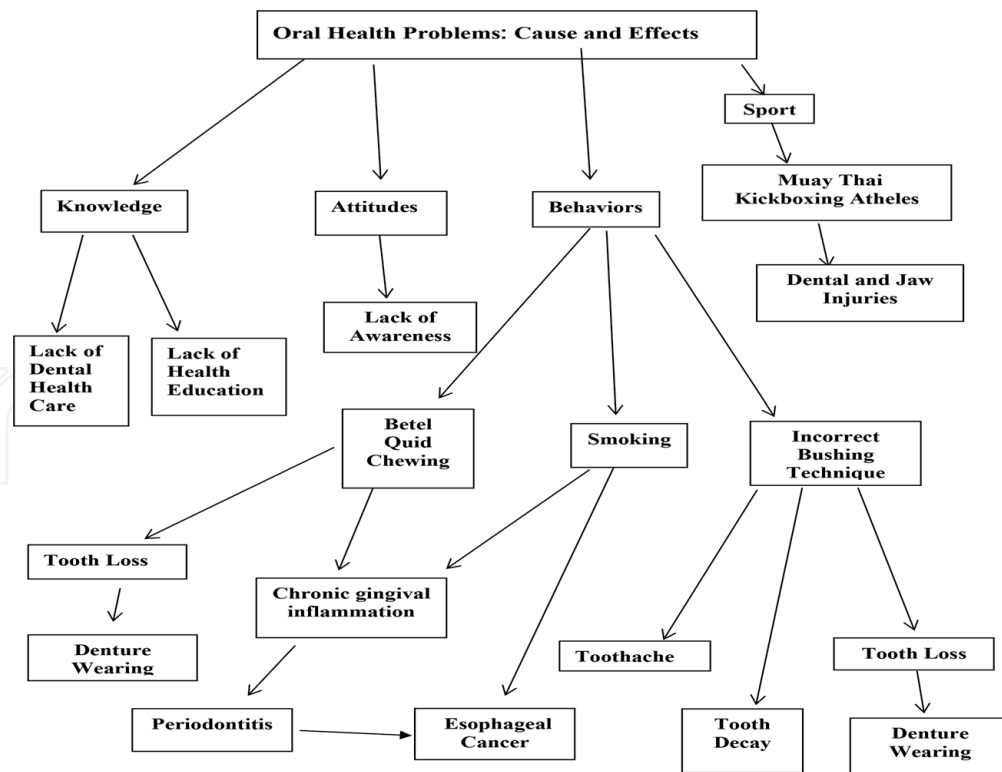 Oral Health Problems: Cause and Effects
Sport
Muay Thai
Kickboxing Atheles
Dental and Jaw
Injuries
Knowledge
Attitudes
Behaviors
Lack of
Dental
Health
Care
Lack of
Health
Education
Lack of
Awareness
Betel
Quid
Chewing
Smoking
Incorrect
Bushing
Technique
Tooth Loss
Denture
Wearing
Chronic gingival
inflammation
Periodontitis
Esophageal
Cancer
Toothache
Tooth
Decay
Tooth Loss
Denture
Wearing